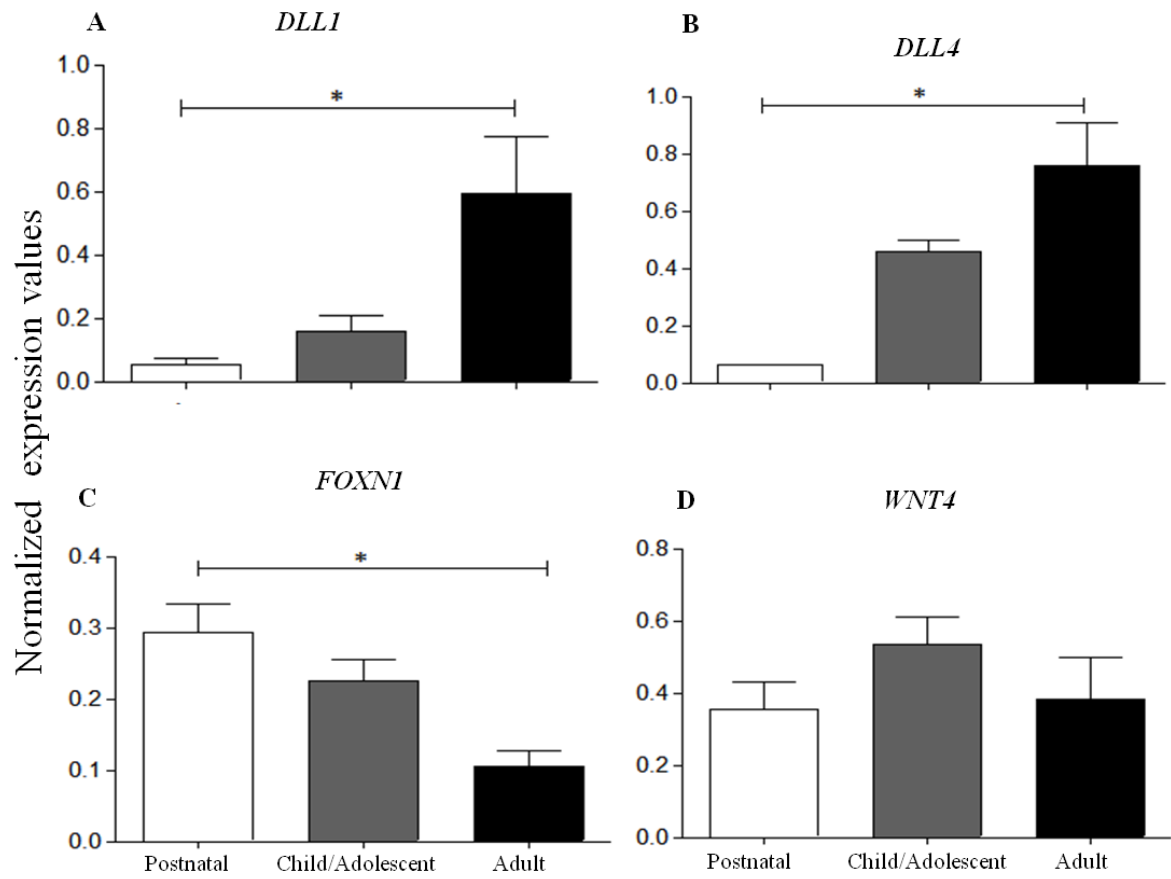 A
DLL1
1.0
0.8
0.6
0.4
0.2
0.0
*
B
DLL4
1.0
0.8
0.6
0.4
0.2
0.0
*
Normalized expression values
C
FOXN1
0.4
0.3
0.2
0.1
0.0
*
Postnatal Child/Adolescent Adult
D
WNT4
0.8
0.6
0.4
0.2
0.0
Postnatal Child/Adolescent Adult